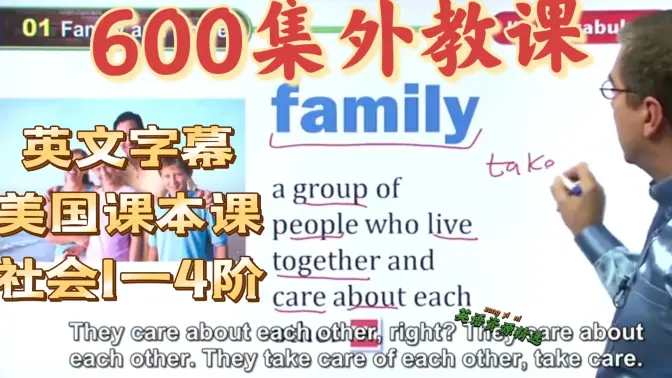 01 Fam
600集外教课
family
英文字幕
美国课本课
社会1一4阶
a group of
people who live
together and
care about each
take
They care about each other, right? They care about
each other. They take care of each other, take care.